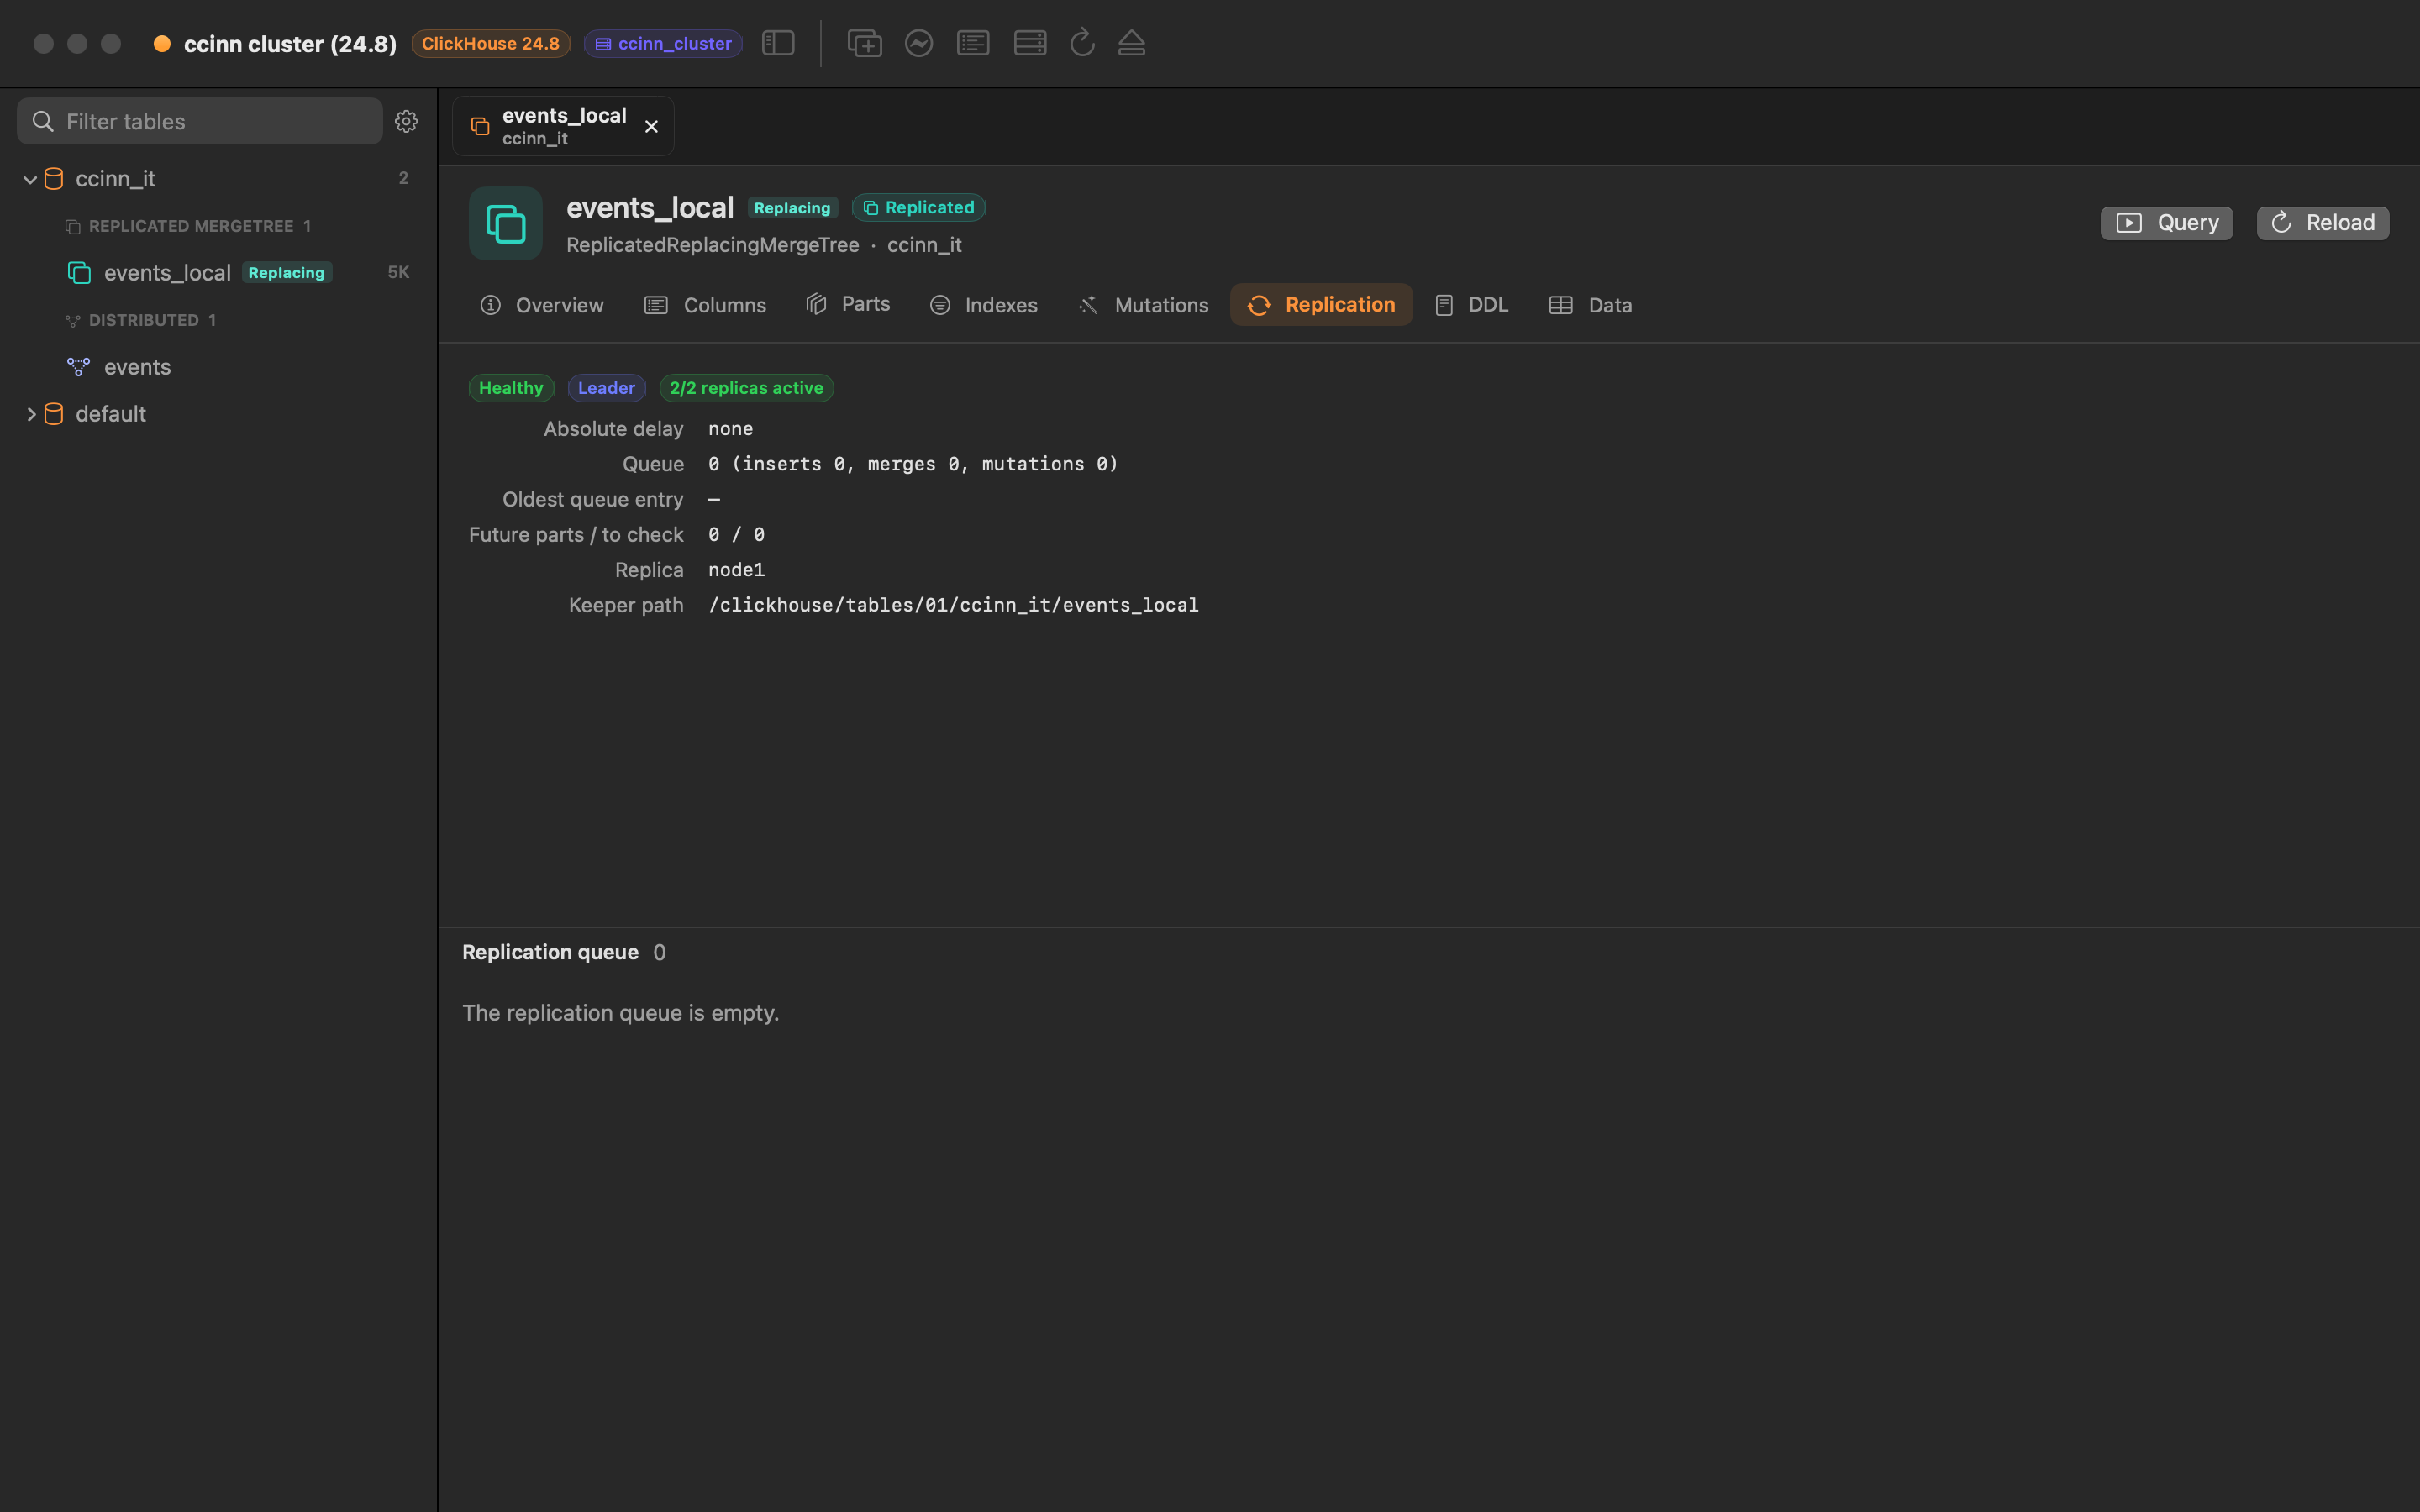 ccinn cluster (24.8) ClickHouse 24.8 ccinn_cluster
Filter tables
ccinn_it 2
REPLICATED MERGETREE 1
events_local Replacing 5K
DISTRIBUTED 1
events
default
events_local
ccinn_it
events_local Replacing Replicated
ReplicatedReplacingMergeTree · ccinn_it
Query Reload
Overview Columns Parts Indexes Mutations Replication DDL Data
Healthy Leader 2/2 replicas active
Absolute delay none
Queue 0 (inserts 0, merges 0, mutations 0)
Oldest queue entry —
Future parts / to check 0 / 0
Replica node1
Keeper path /clickhouse/tables/01/ccinn_it/events_local
Replication queue 0
The replication queue is empty.